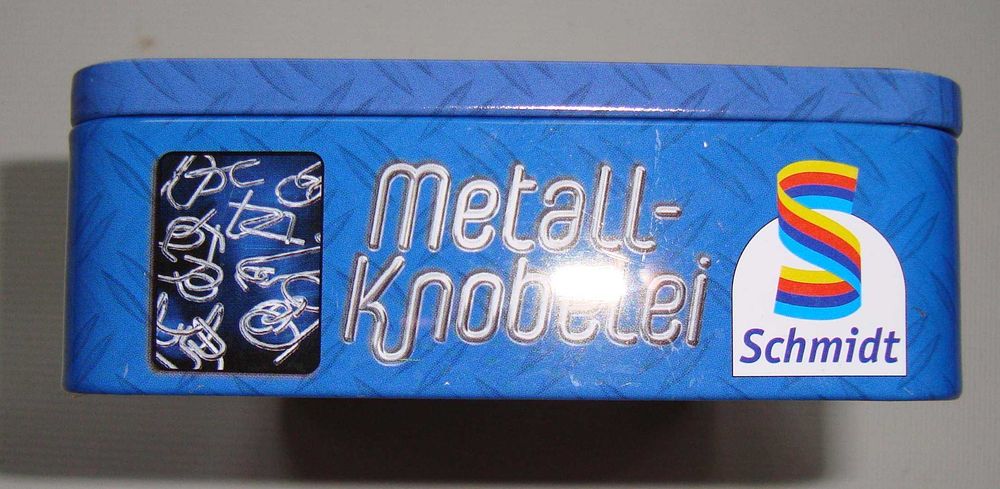 Metall-
Knobelei
Schmidt